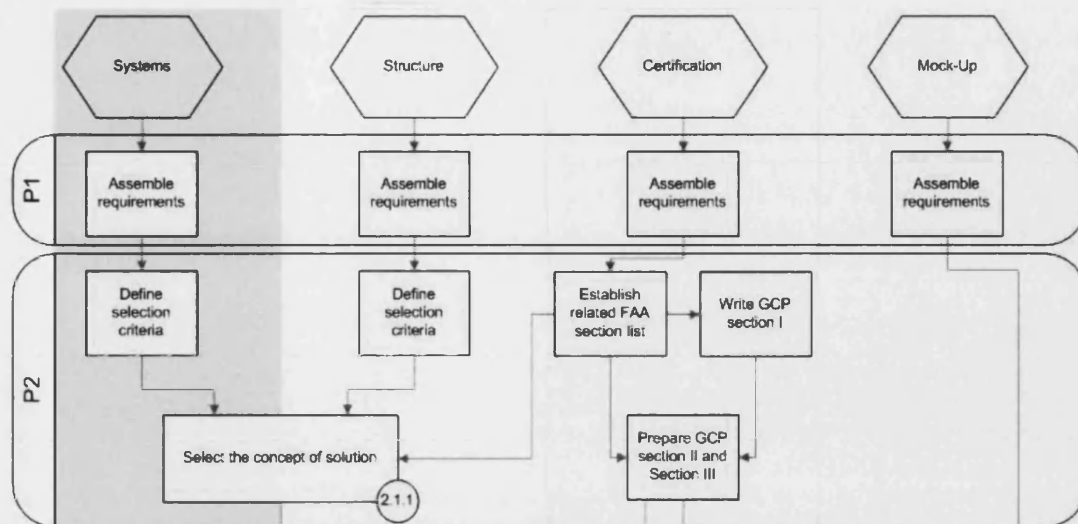 Systems
Structure
Certification
Mock-Up
P1
Assemble
requirements
Assemble
requirements
Assemble
requirements
Assemble
requirements
P2
Define
selection
criteria
Define
selection
criteria
Establish
related FAA
section list
Write GCP
section I
Select the concept of solution
2.1.1
Prepare GCP
section II and
Section III